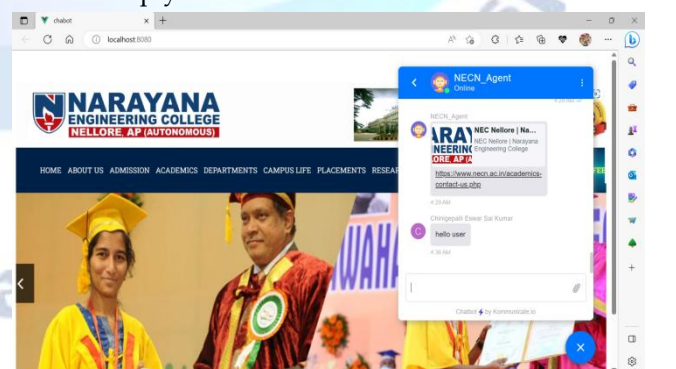 chabot
localhost:8080
NARAYANA
ENGINEERING COLLEGE
NELLORE, AP (AUTONOMOUS)
HOME ABOUT US ADMISSION ACADEMICS DEPARTMENTS CAMPUS LIFE PLACEMENTS RESEAR
NECN_Agent
Online
NECN_Agent
NEC Nellore | Na...
NEC Nellore | Narayana
Engineering College
https://www.necn.ac.in/academics-
contact-us.php
4:28 AM
Chinigepalli Eswar Sai Kumar
C
hello user
4:36 AM
Chatbot by Kommunicate.io